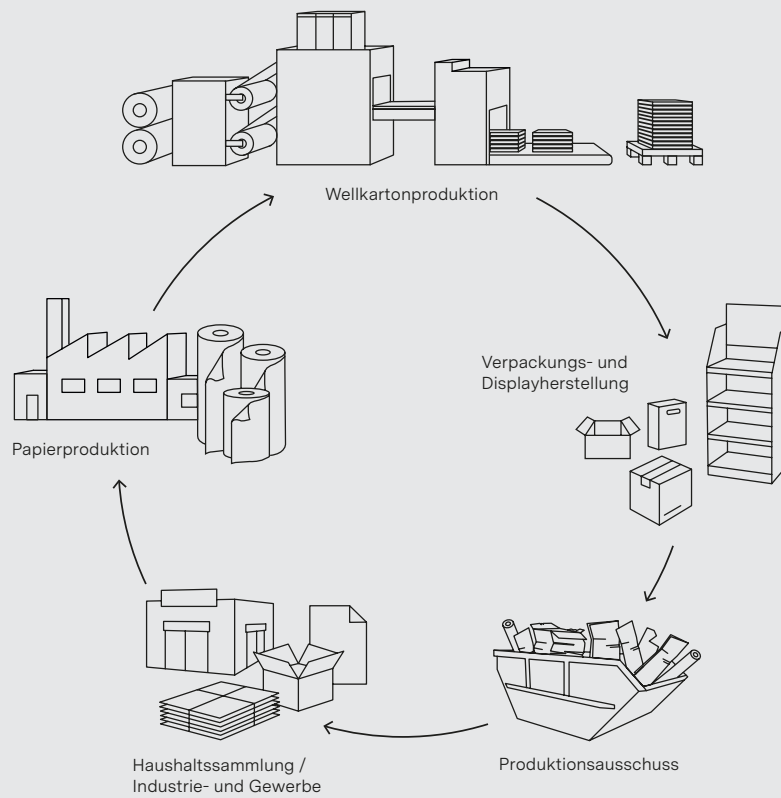 Wellkartonproduktion
Verpackungs- und
Displayherstellung
Papierproduktion
Haushaltssammlung /
Industrie- und Gewerbe
Produktionsausschuss